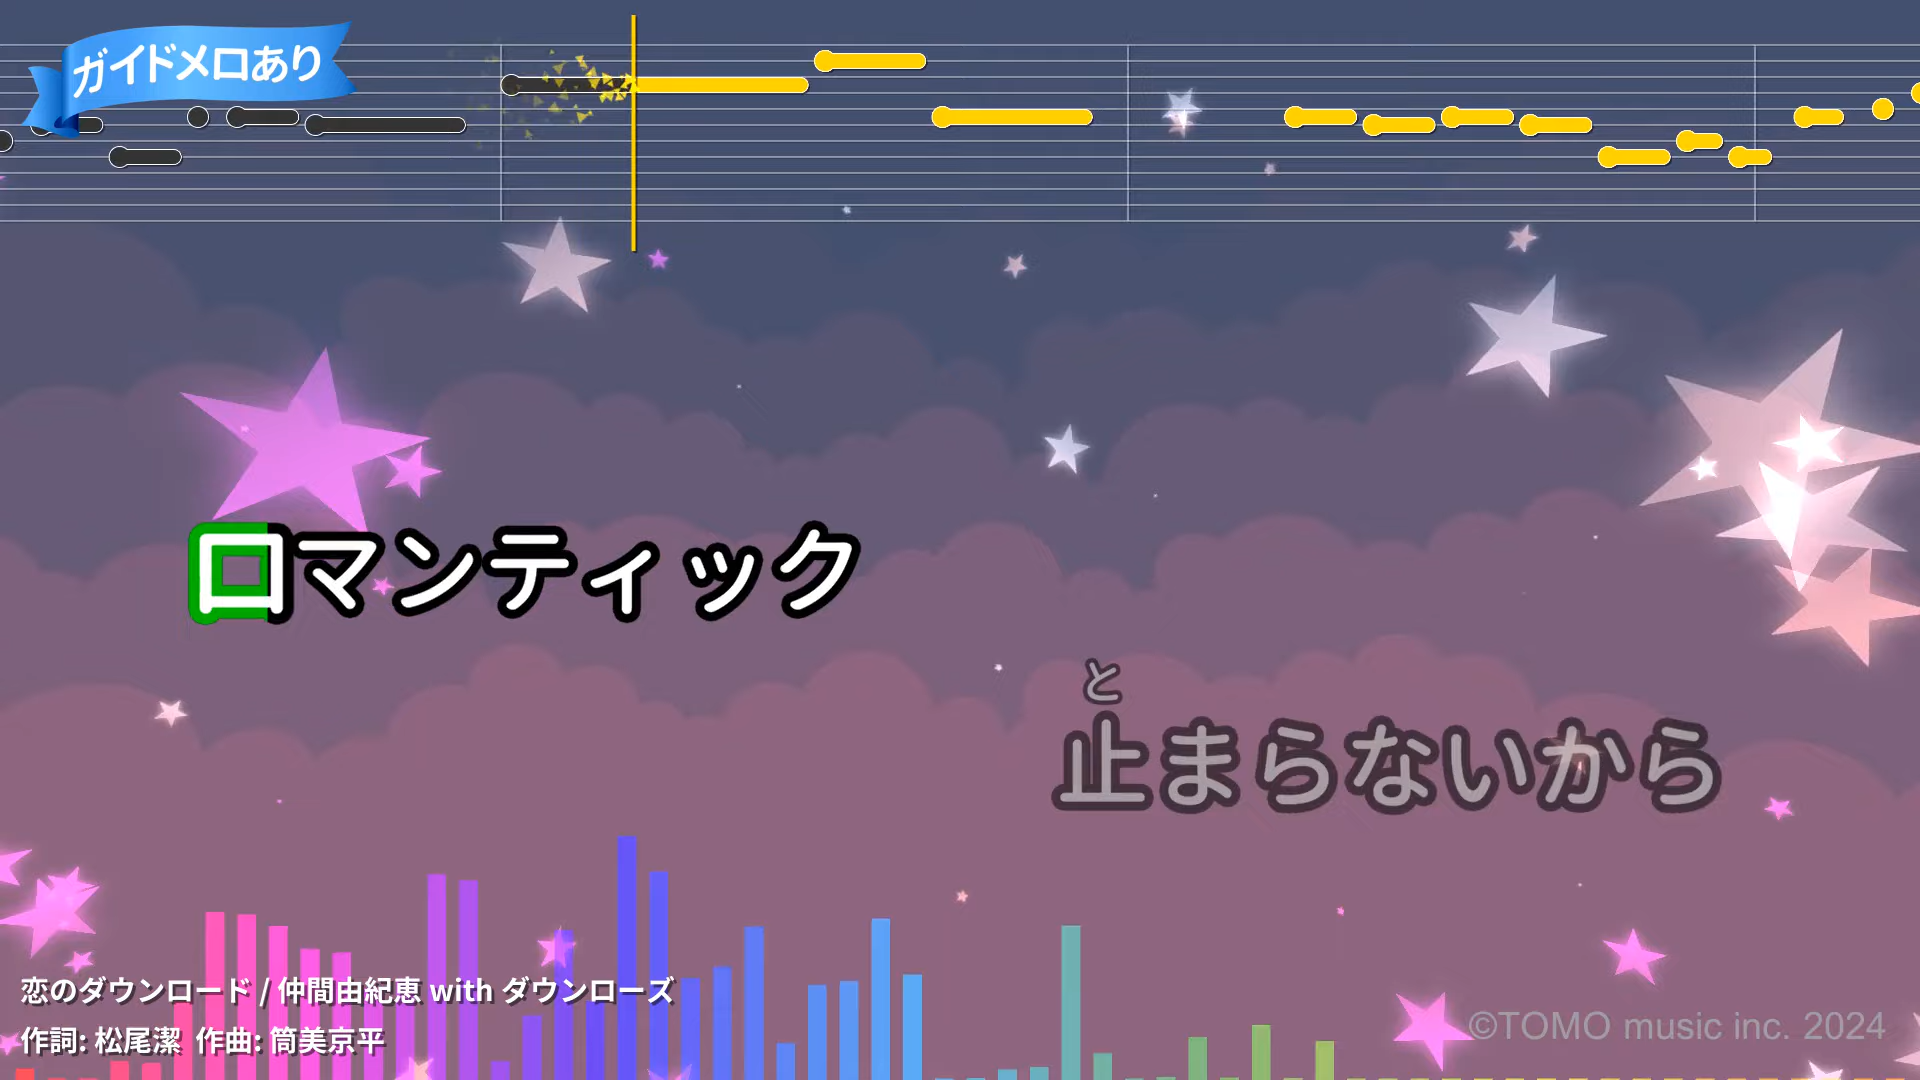 ガイドメロあり
ロマンティック
と
止まらないから
恋のダウンロード / 仲間由紀恵 with ダウンローズ
作詞: 松尾潔 作曲: 筒美京平
©TOMO music inc. 2024